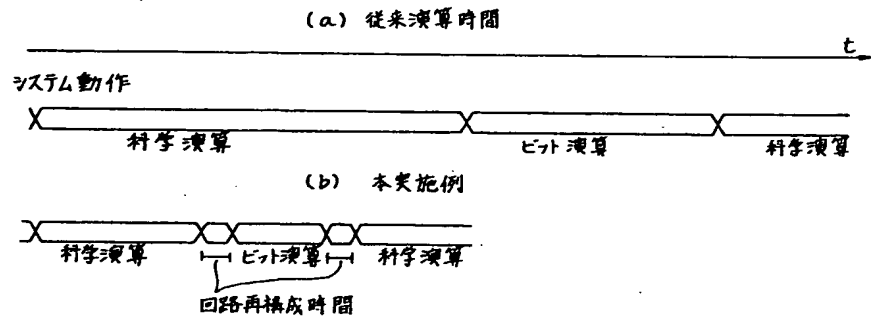 (a) 従来演算時間
t
システム動作
科学演算 ビット演算 科学演算
(b) 本実施例
科学演算 ビット演算 科学演算
回路再構成時間